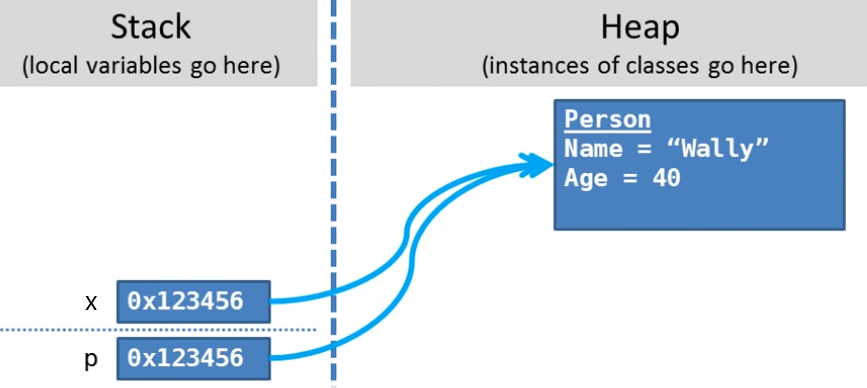 Stack
(local variables go here)
Heap
(instances of classes go here)
Person
Name = “Wally”
Age = 40
x 0x123456
p 0x123456